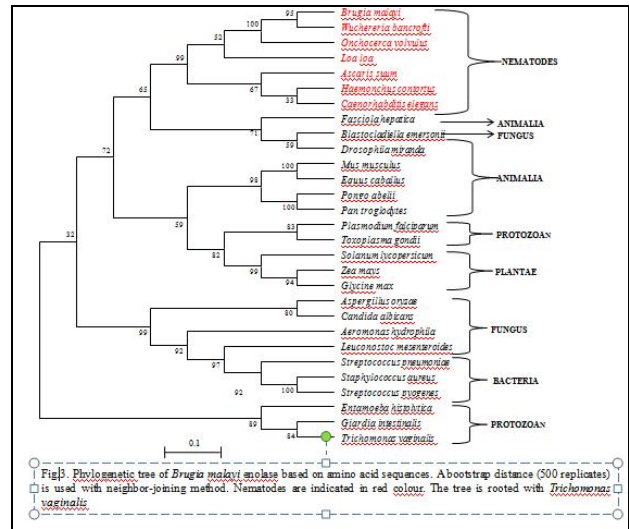 93
Brugia malayi
100
Wuchereria bancrofti
52
Onchocerca volvulus
99
Loa loa
NEMATODES
Ascaris suum
65
67
Haemonchus contortus
53
Caenorhabditis elegans
Fasciola hepatica
ANIMALIA
71
Blastocladiella emersonii
FUNGUS
59
Drosophila miranda
72
100
Mus musculus
98
Equus caballus
ANIMALIA
Pongo abelii
100
Pan troglodytes
59
83
Plasmodium falciparum
PROTOZOAN
32
82
Toxoplasma gondii
Solanum lycopersicum
99
Zea mays
PLANTAE
94
Glycine max
Aspergillus orysae
80
Candida albicans
99
FUNGUS
Aeromonas hydrophila
92
Leuconostoc mesenteroides
97
Streptococcus pneumoniae
Staphylococcus aureus
BACTERIA
92
100
Streptococcus pyogenes
Entamoeba histolytica
89
Giardia intestinalis
PROTOZOAN
84
Trichomonas vaginalis
0.1
Fig3. Phylogenetic tree of Brugia malayi enolase based on amino acid sequences. A bootstrap distance (500 replicates)
is used with neighbor-joining method. Nematodes are indicated in red colour. The tree is rooted with Trichomonas
vaginalis